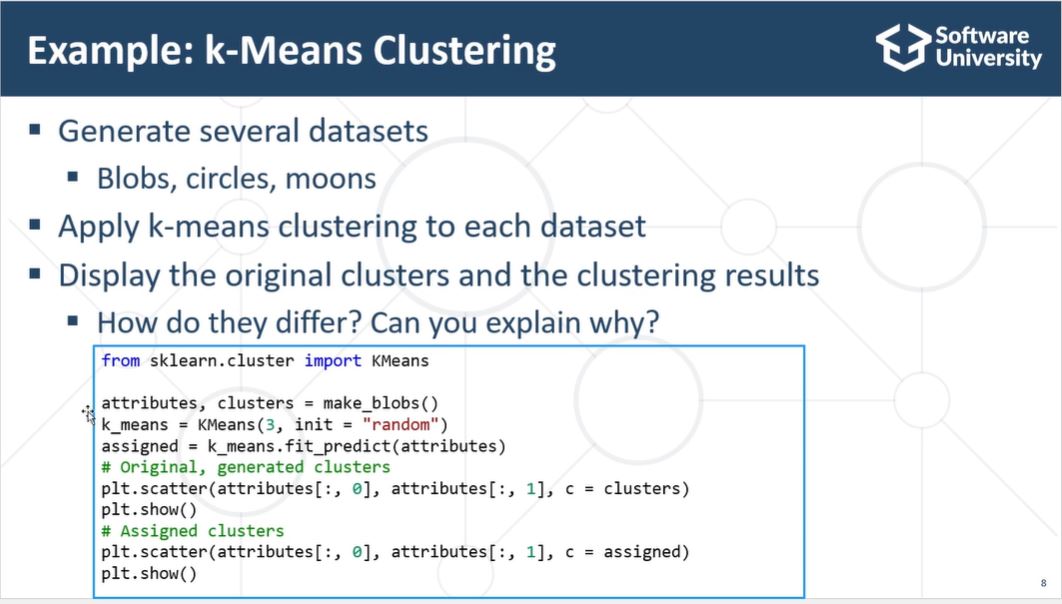 Example: k-Means Clustering
Software
University
Generate several datasets
Blobs, circles, moons
Apply k-means clustering to each dataset
Display the original clusters and the clustering results
How do they differ? Can you explain why?
from sklearn.cluster import KMeans
attributes, clusters = make_blobs()
k_means = KMeans(3, init = "random")
assigned = k_means.fit_predict(attributes)
# Original, generated clusters
plt.scatter(attributes[:, 0], attributes[:, 1], c = clusters)
plt.show()
# Assigned clusters
plt.scatter(attributes[:, 0], attributes[:, 1], c = assigned)
plt.show()
8